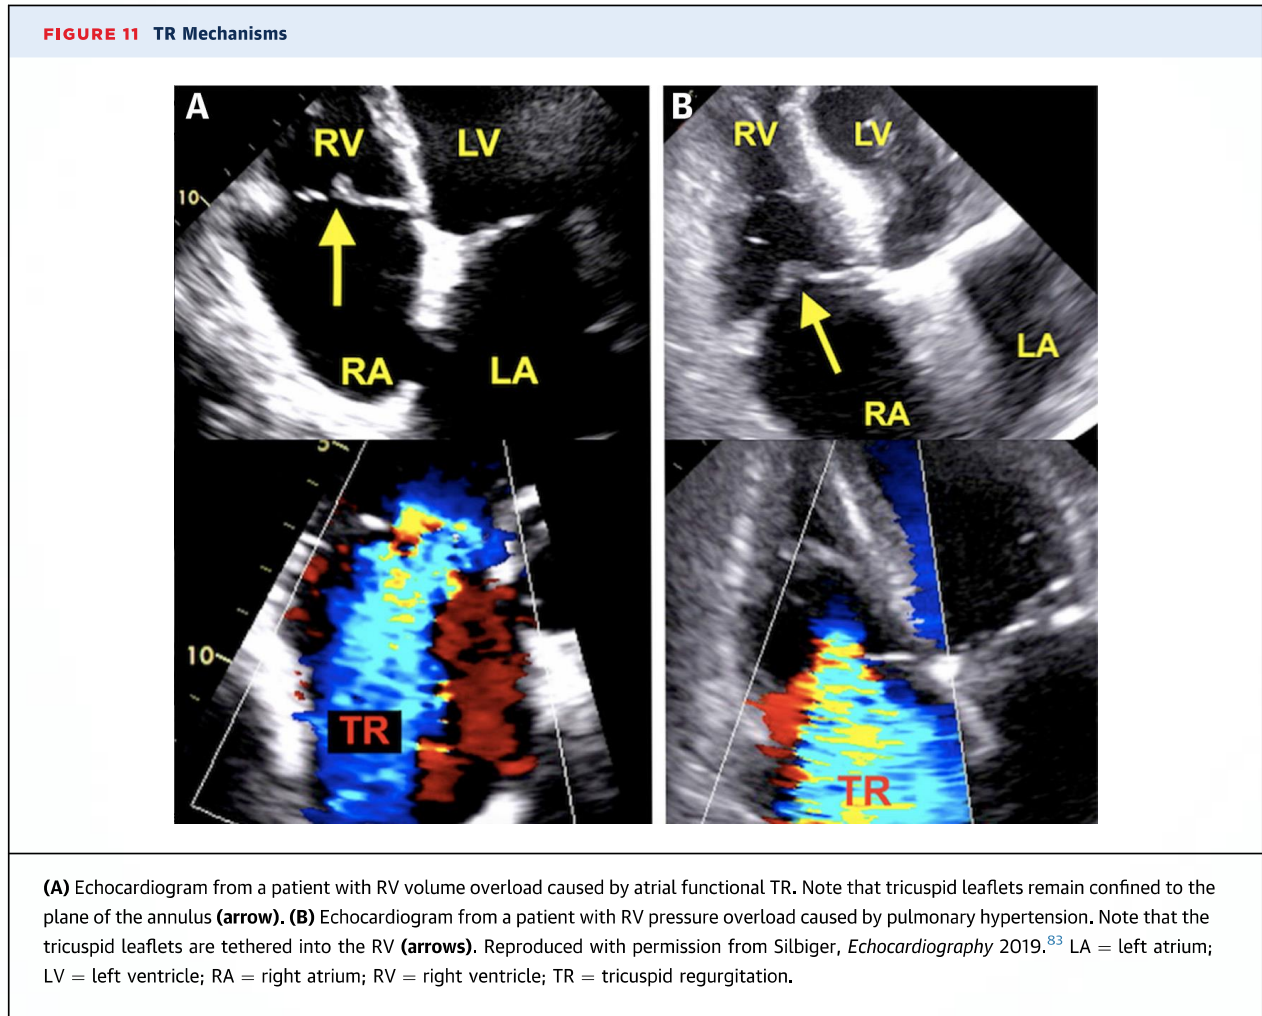 FIGURE 11 TR Mechanisms
A
B
RV
LV
RV
LV
10
RA
LA
LA
RA
5
10
TR
TR
(A) Echocardiogram from a patient with RV volume overload caused by atrial functional TR. Note that tricuspid leaflets remain confined to the
plane of the annulus (arrow). (B) Echocardiogram from a patient with RV pressure overload caused by pulmonary hypertension. Note that the
tricuspid leaflets are tethered into the RV (arrows). Reproduced with permission from Silbiger, Echocardiography 2019.83 LA = left atrium;
LV = left ventricle; RA = right atrium; RV = right ventricle; TR = tricuspid regurgitation.